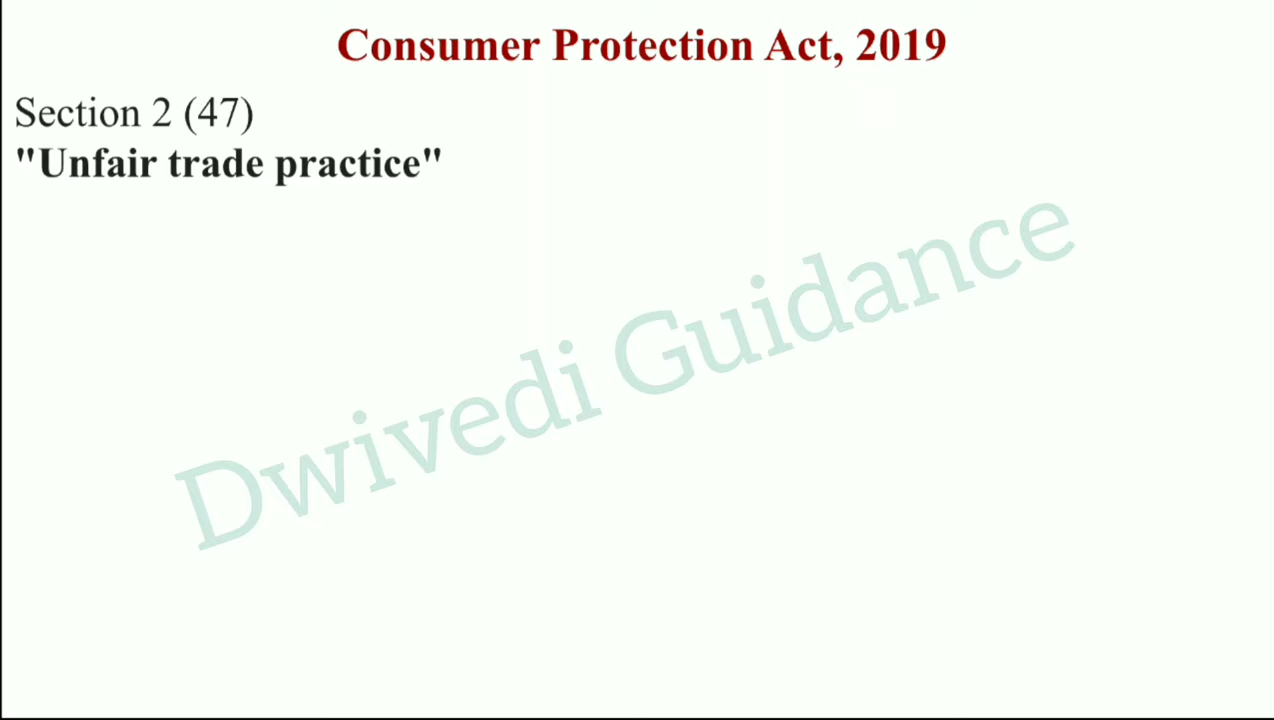 Consumer Protection Act, 2019
Section 2 (47)
"Unfair trade practice"
Dwivedi Guidance